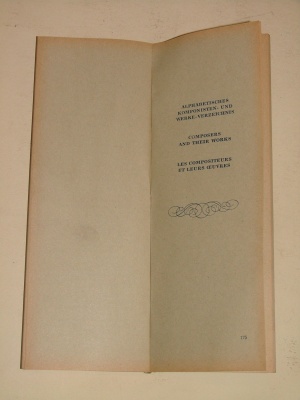 ALPHABETISCHES
KOMPONISTEN- UND
WERKE-VERZEICHNIS
COMPOSERS
AND THEIR WORKS
LES COMPOSITEURS
ET LEURS ŒUVRES